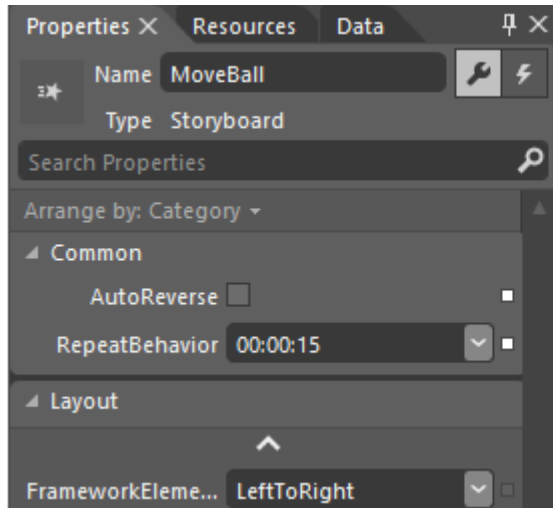 Properties Resources Data
Name MoveBall
Type Storyboard
Search Properties
Arrange by: Category
Common
AutoReverse
RepeatBehavior 00:00:15
Layout
FrameworkEleme... LeftToRight